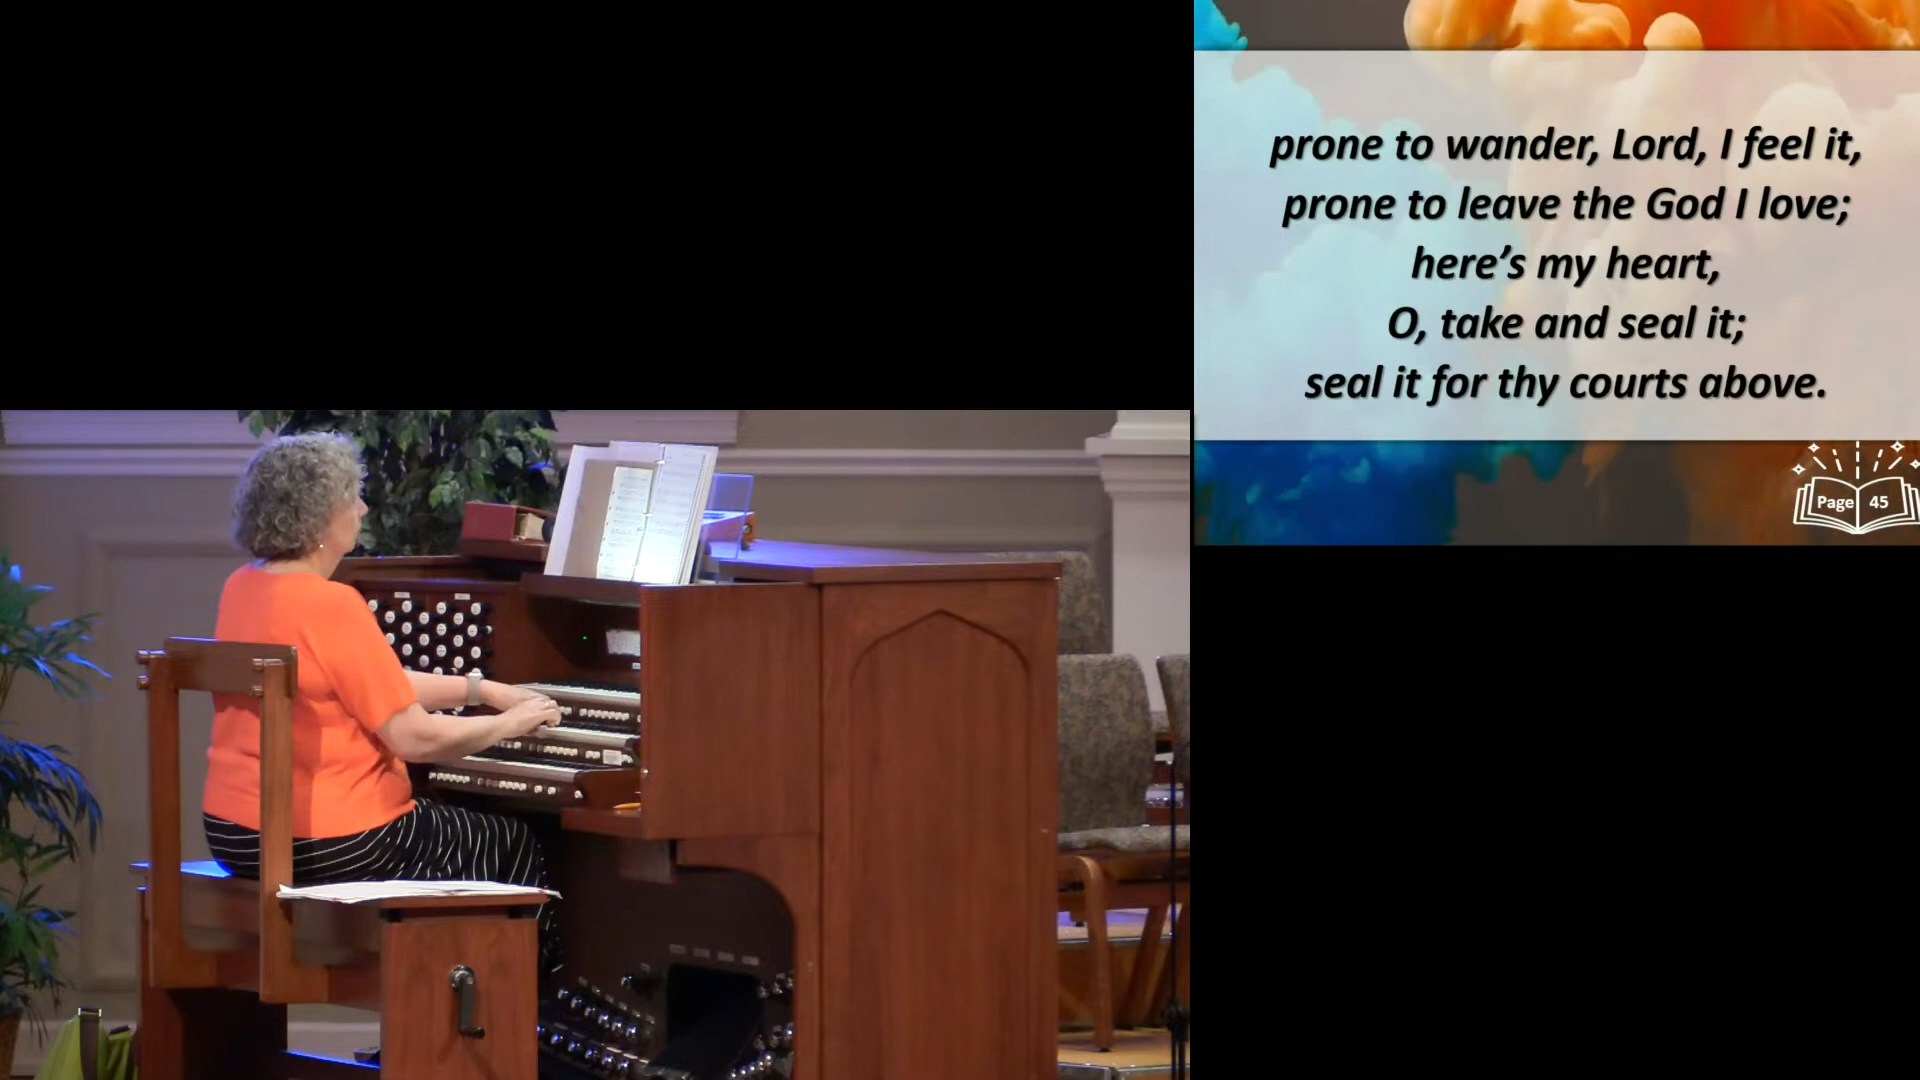 prone to wander, Lord, I feel it,
prone to leave the God I love;
here’s my heart,
O, take and seal it;
seal it for thy courts above.
Page 45